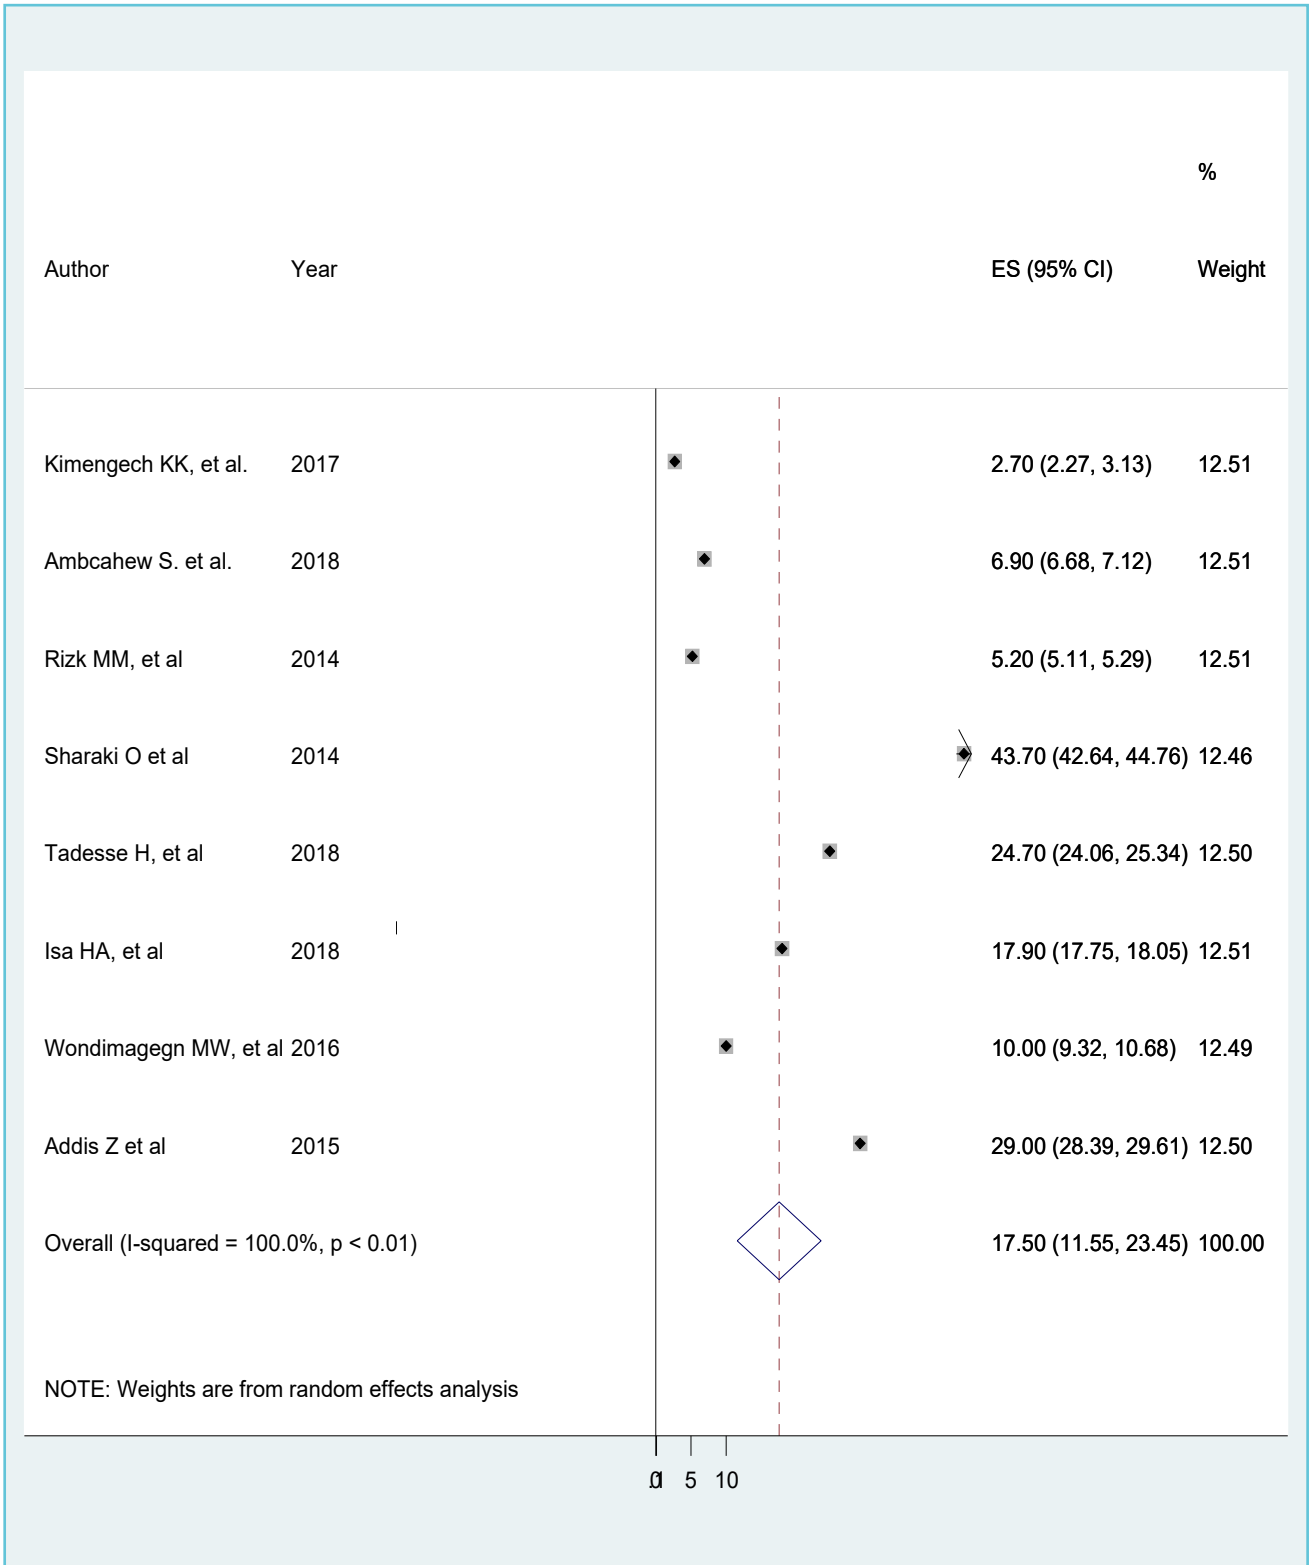 %
Author Year ES (95% CI) Weight
Kimengech KK, et al. 2017 2.70 (2.27, 3.13) 12.51
Ambcahew S. et al. 2018 6.90 (6.68, 7.12) 12.51
Rizk MM, et al 2014 5.20 (5.11, 5.29) 12.51
Sharaki O et al 2014 43.70 (42.64, 44.76) 12.46
Tadesse H, et al 2018 24.70 (24.06, 25.34) 12.50
Isa HA, et al 2018 17.90 (17.75, 18.05) 12.51
Wondimagegn MW, et al 2016 10.00 (9.32, 10.68) 12.49
Addis Z et al 2015 29.00 (28.39, 29.61) 12.50
Overall (I-squared = 100.0%, p < 0.01) 17.50 (11.55, 23.45) 100.00
NOTE: Weights are from random effects analysis
5 10